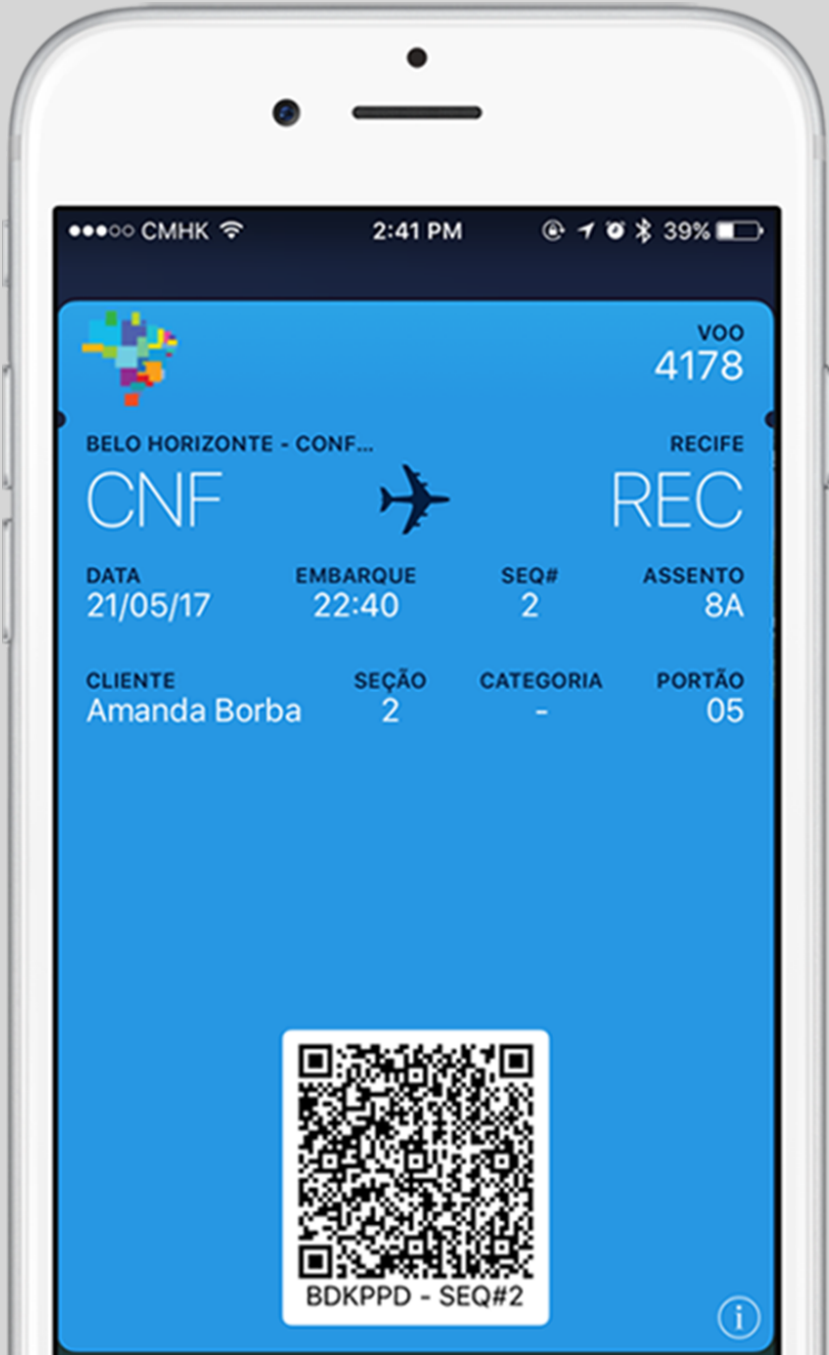 CMHK 2:41 PM 39%
VOO
4178
BELO HORIZONTE - CONF... RECIFE
CNF REC
DATA EMBARQUE SEQ# ASSENTO
21/05/17 22:40 2 8A
CLIENTE SEÇÃO CATEGORIA PORTÃO
Amanda Borba 2 - 05
BDKPPD - SEQ#2